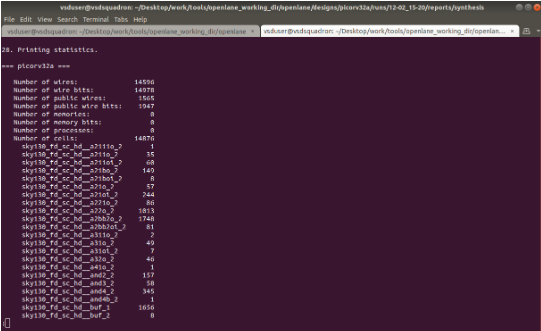 vsduser@vsdsquadron: ~/Desktop/work/tools/openlane_working_dir/openlane/designs/picorv32a/runs/12-02_15-20/reports/synthesis
File Edit View Search Terminal Tabs Help
vsduser@vsdsquadron: ~/Desktop/work/tools/openlane_working_dir/openlane
vsduser@vsdsquadron: ~/Desktop/work/tools/openlane_working_dir/openlan...
28. Printing statistics.
=== picorv32a ===
Number of wires: 14596
Number of wire bits: 14978
Number of public wires: 1565
Number of public wire bits: 1947
Number of memories: 0
Number of memory bits: 0
Number of processes: 0
Number of cells: 14876
sky130_fd_sc_hd__a2111o_2 1
sky130_fd_sc_hd__a211o_2 35
sky130_fd_sc_hd__a211oi_2 60
sky130_fd_sc_hd__a21bo_2 149
sky130_fd_sc_hd__a21boi_2 8
sky130_fd_sc_hd__a21o_2 57
sky130_fd_sc_hd__a21oi_2 244
sky130_fd_sc_hd__a221o_2 86
sky130_fd_sc_hd__a22o_2 1013
sky130_fd_sc_hd__a2bb2o_2 1748
sky130_fd_sc_hd__a2bb2oi_2 81
sky130_fd_sc_hd__a311o_2 2
sky130_fd_sc_hd__a31o_2 49
sky130_fd_sc_hd__a31oi_2 7
sky130_fd_sc_hd__a32o_2 46
sky130_fd_sc_hd__a41o_2 1
sky130_fd_sc_hd__and2_2 157
sky130_fd_sc_hd__and3_2 58
sky130_fd_sc_hd__and4_2 345
sky130_fd_sc_hd__and4b_2 1
sky130_fd_sc_hd__buf_1 1656
sky130_fd_sc_hd__buf_2 8
: